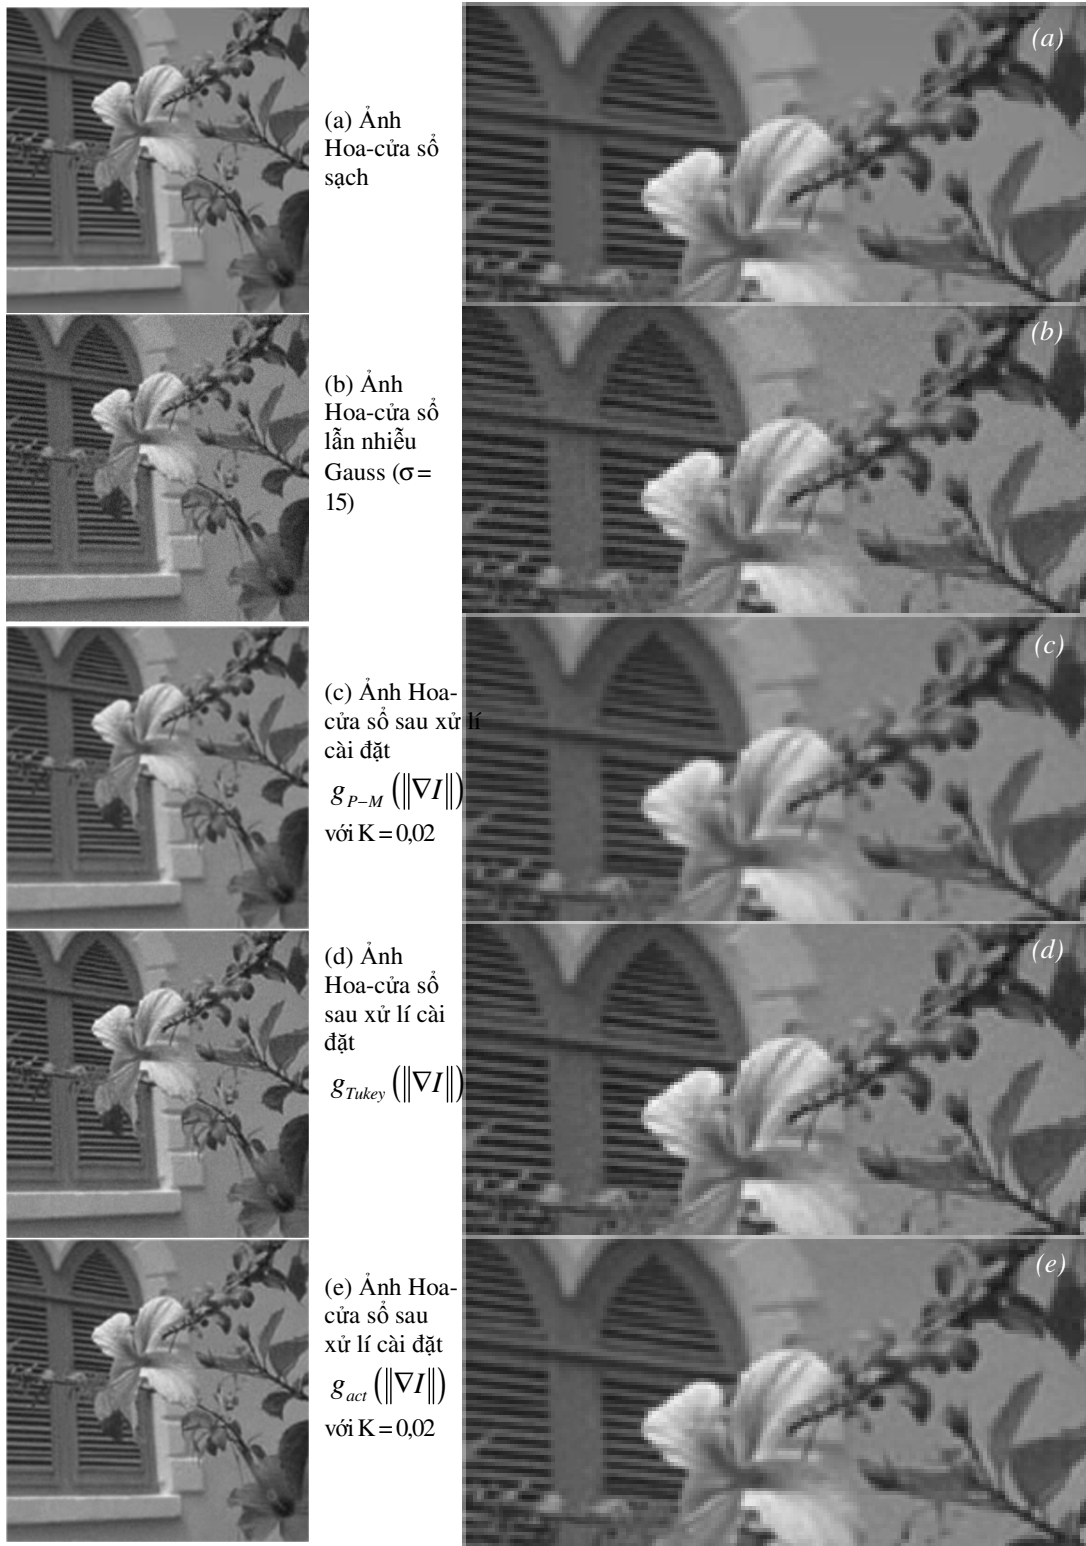 (a) Ảnh
Hoa-cửa sổ
sạch
(a)
(b) Ảnh
Hoa-cửa sổ
lẫn nhiễu
Gauss (σ =
15)
(b)
(c) Ảnh Hoa-
cửa sổ sau xử lí
cài đặt
g_{P−M} (‖∇I‖)
với K = 0,02
(c)
(d) Ảnh
Hoa-cửa sổ
sau xử lí cài
đặt
g_{Tukey} (‖∇I‖)
(d)
(e) Ảnh Hoa-
cửa sổ sau
xử lí cài đặt
g_{act} (‖∇I‖)
với K = 0,02
(e)